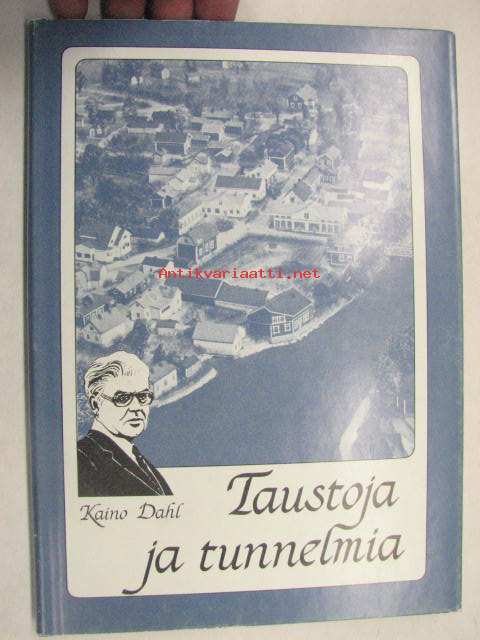 Antikvariaatti.net
Kaino Dahl
Taustoja
ja tunnelmia